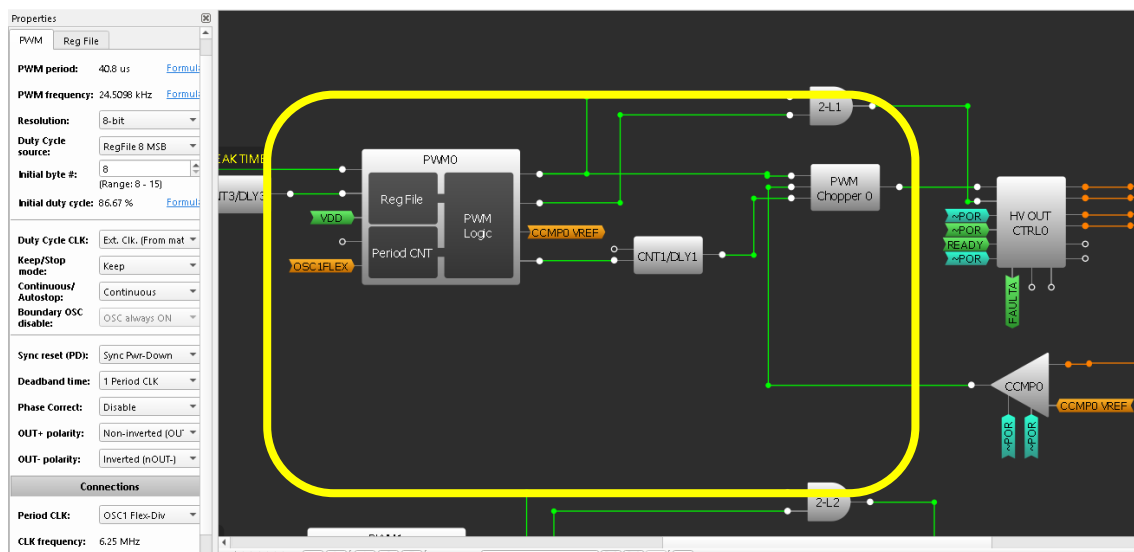 Properties
PWM
Reg File
PWM period: 40.8 us Formula
PWM frequency: 24.5098 kHz Formula
Resolution: 8-bit
Duty Cycle source: RegFile 8 MSB
Initial byte #: 8
(Range: 8 - 15)
Initial duty cycle: 86.67 % Formula
Duty Cycle CLK: Ext. Clk. (From mat
Keep/Stop mode: Keep
Continuous/ Autostop: Continuous
Boundary OSC disable: OSC always ON
Sync reset (PD): Sync Pwr-Down
Deadband time: 1 Period CLK
Phase Correct: Disable
OUT+ polarity: Non-inverted (OUT
OUT- polarity: Inverted (nOUT-)
Connections
Period CLK: OSC1 Flex-Div
CLK frequency: 6.25 MHz
EAK TIME
NT3/DLY3
VDD
OSC1FLEX
PWM0
Reg File
Period CNT
PWM
Logic
CCMP0 VREF
CNT1/DLY1
2-L1
PWM
Chopper 0
~POR
~POR
READY
~POR
HV OUT
CTRL0
FAULTA
CCMP0
CCMP0 VREF
~POR
~POR
2-L2